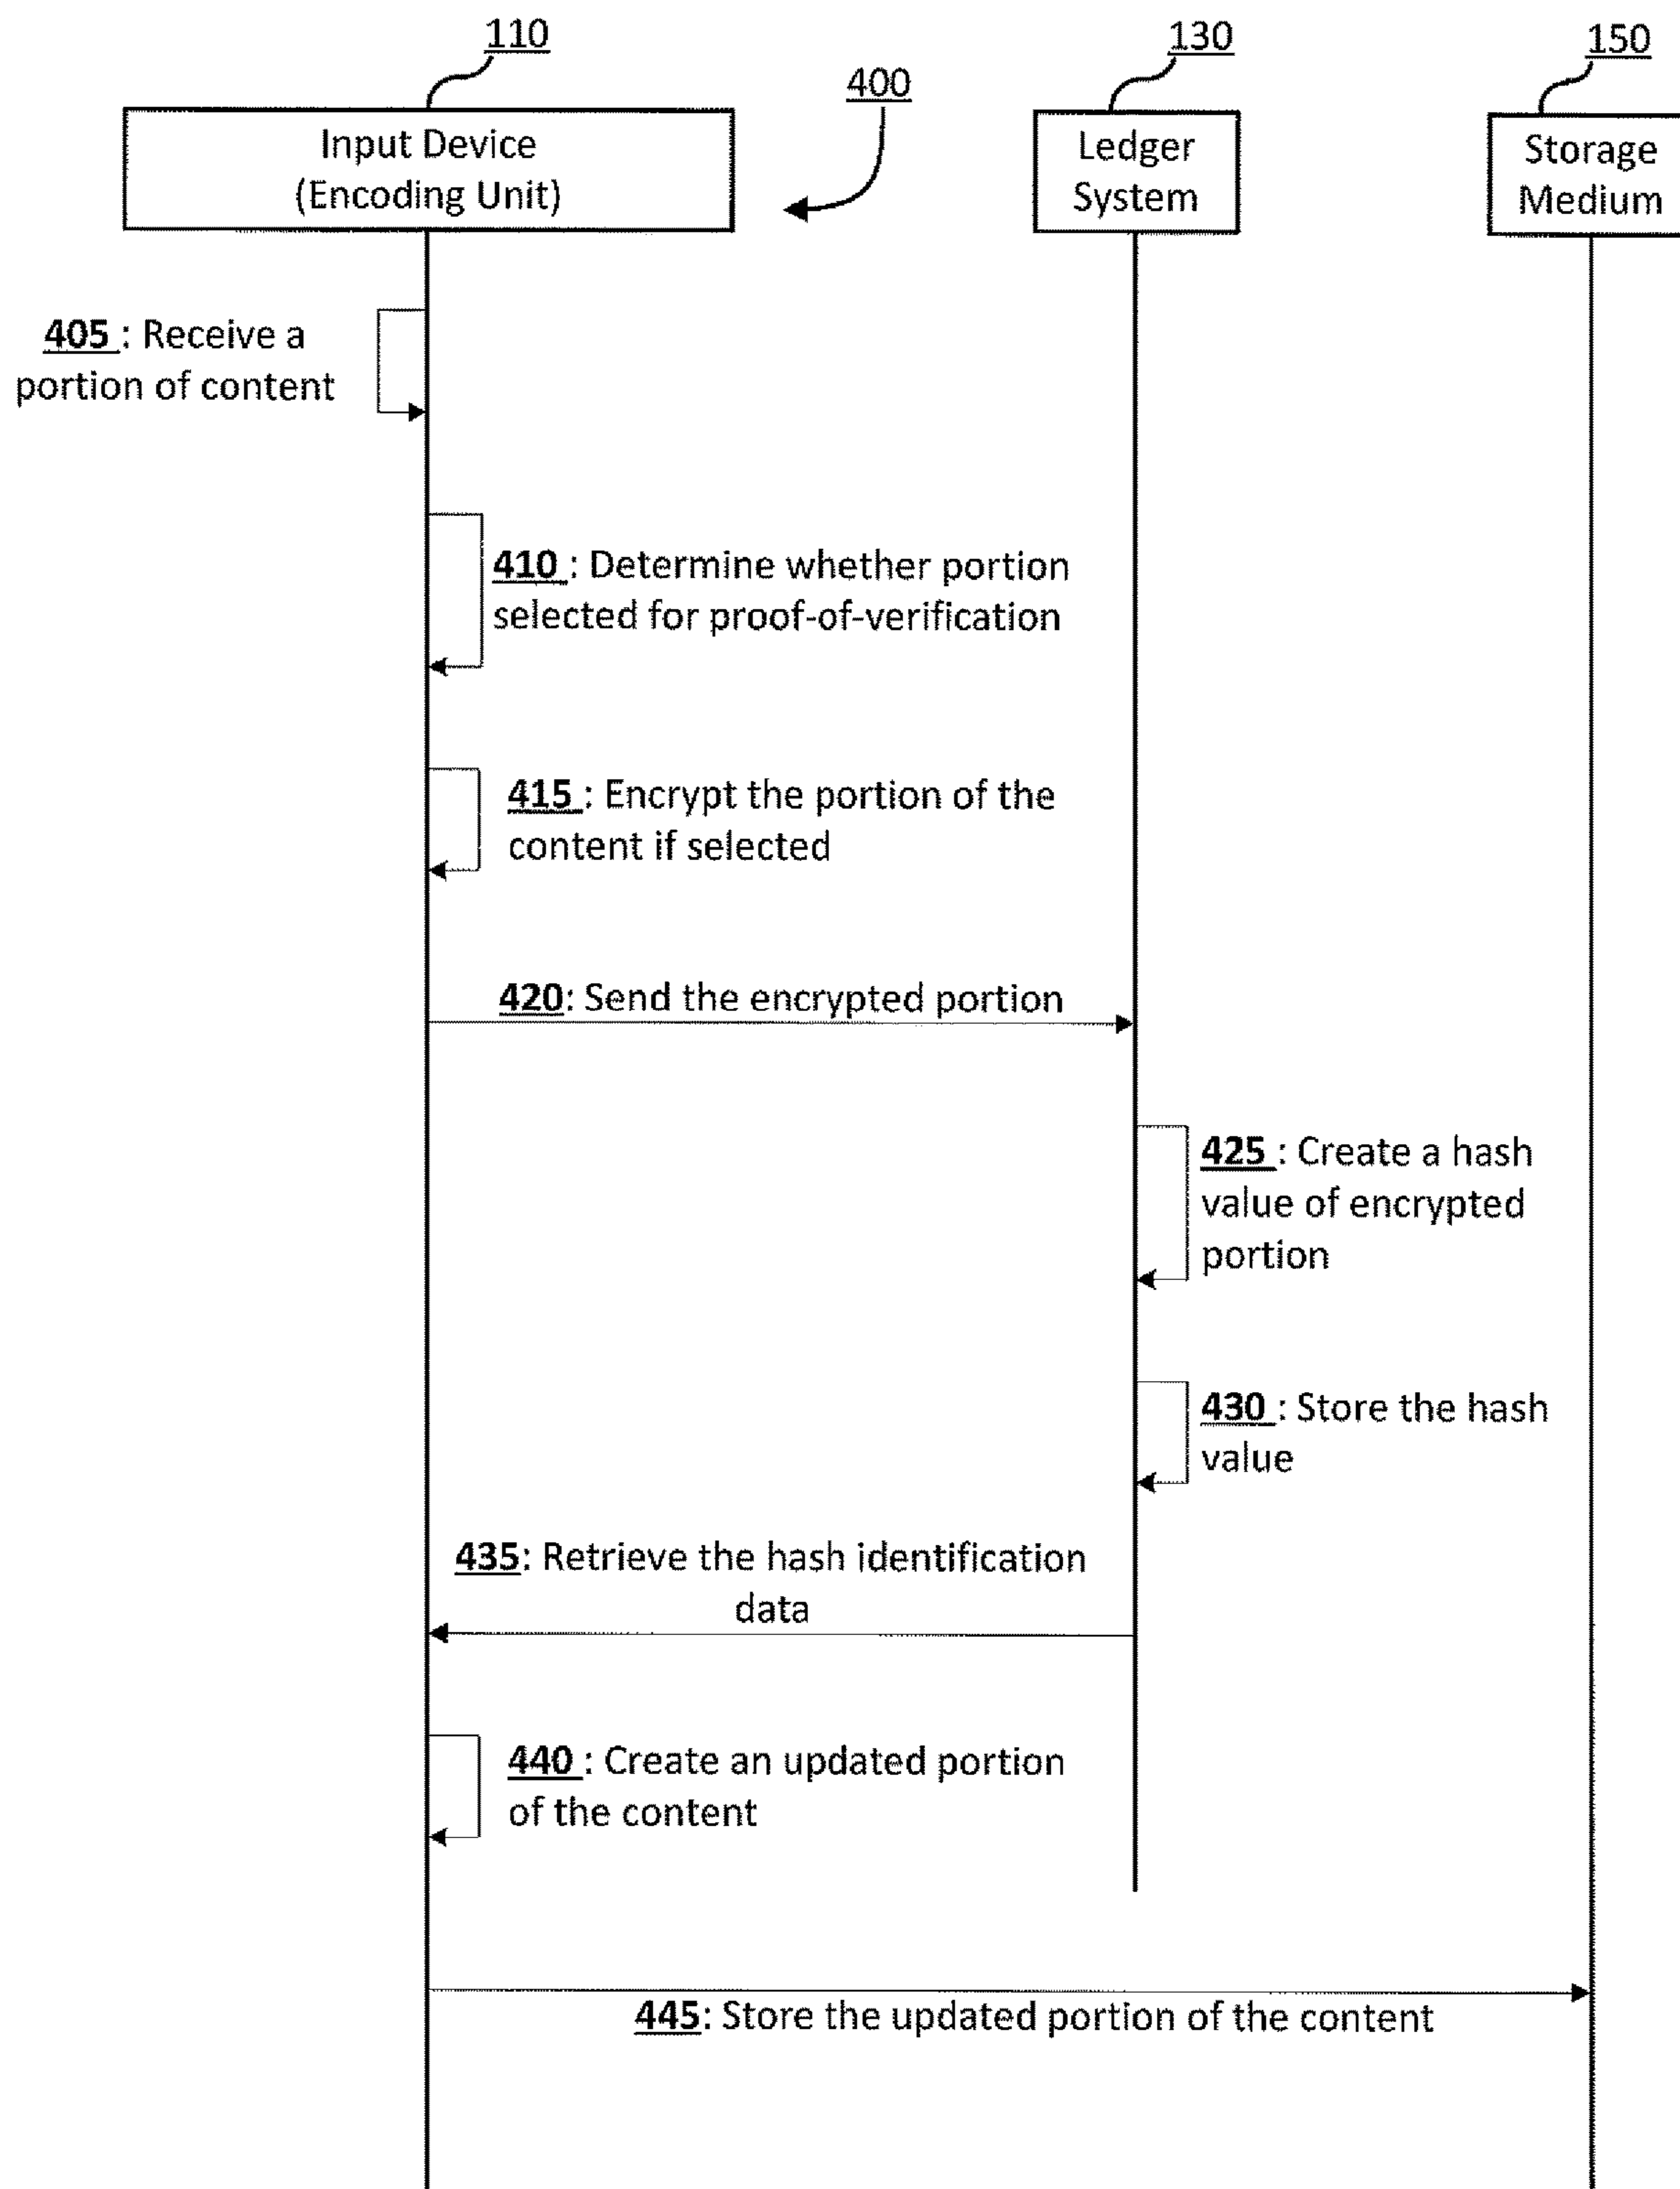 110
130
150
400
Input Device
(Encoding Unit)
Ledger
System
Storage
Medium
405 : Receive a
portion of content
410 : Determine whether portion
selected for proof-of-verification
415 : Encrypt the portion of the
content if selected
420: Send the encrypted portion
425 : Create a hash
value of encrypted
portion
430 : Store the hash
value
435: Retrieve the hash identification
data
440 : Create an updated portion
of the content
445: Store the updated portion of the content